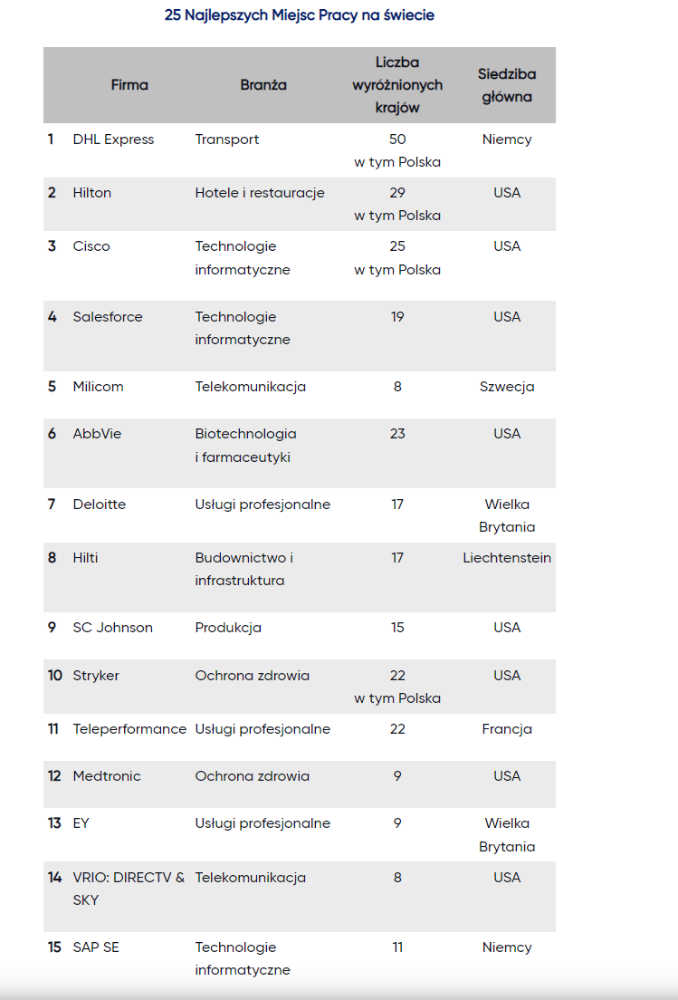 25 Najlepszych Miejsc Pracy na świecie
Firma Branża Liczba wyróżnionych krajów Siedziba główna
1 DHL Express Transport 50 Niemcy
w tym Polska
2 Hilton Hotele i restauracje 29 USA
w tym Polska
3 Cisco Technologie 25 USA
informatyczne w tym Polska
4 Salesforce Technologie 19 USA
informatyczne
5 Milicom Telekomunikacja 8 Szwecja
6 AbbVie Biotechnologia 23 USA
i farmaceutyki
7 Deloitte Usługi profesjonalne 17 Wielka
Brytania
8 Hilti Budownictwo i 17 Liechtenstein
infrastruktura
9 SC Johnson Produkcja 15 USA
10 Stryker Ochrona zdrowia 22 USA
w tym Polska
11 Teleperformance Usługi profesjonalne 22 Francja
12 Medtronic Ochrona zdrowia 9 USA
13 EY Usługi profesjonalne 9 Wielka
Brytania
14 VRIO: DIRECTV & Telekomunikacja 8 USA
SKY
15 SAP SE Technologie 11 Niemcy
informatyczne